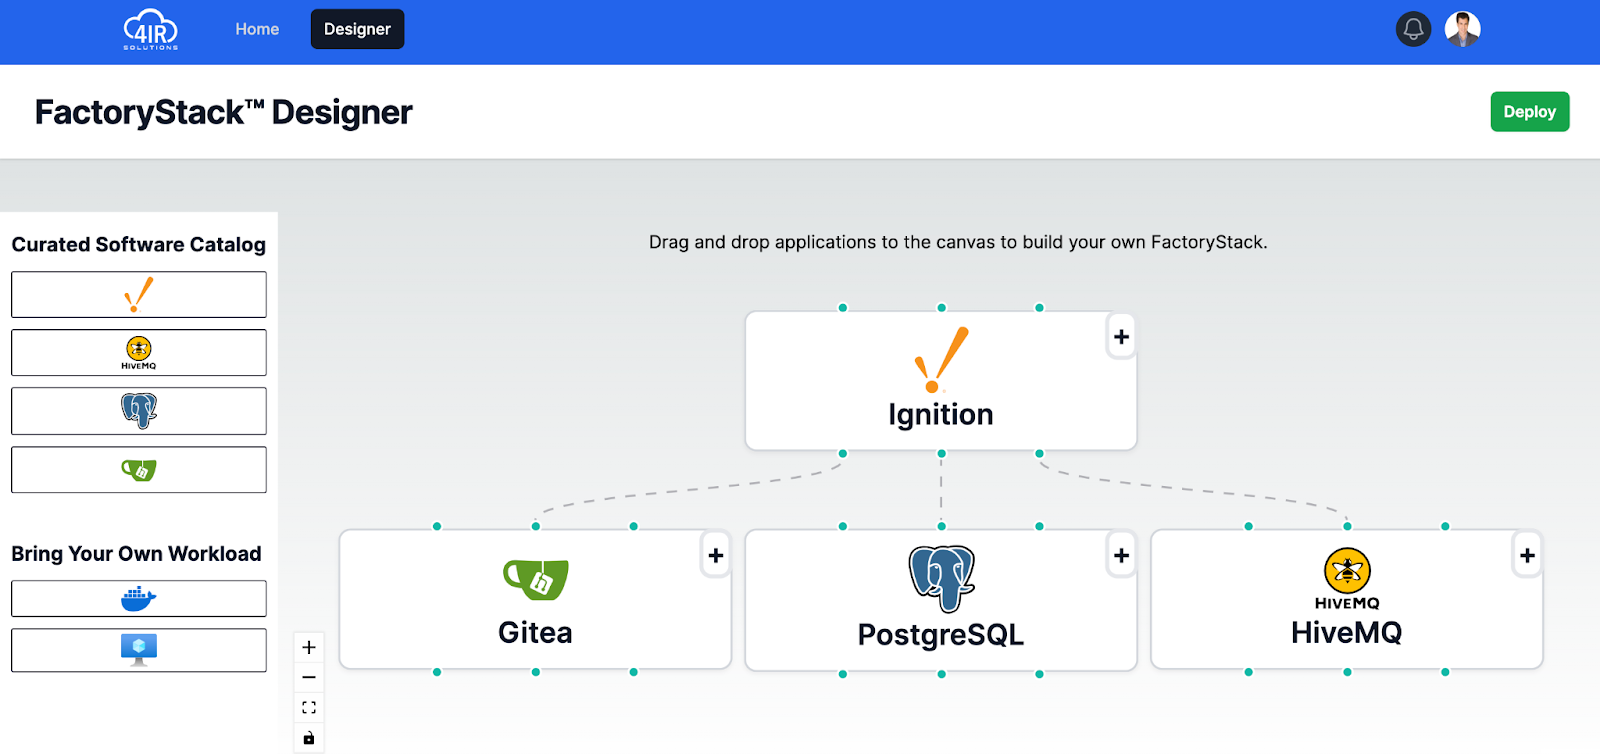 4IR
SOLUTIONS
Home
Designer
FactoryStack™ Designer
Deploy
Curated Software Catalog
HIVEMQ
Bring Your Own Workload
Drag and drop applications to the canvas to build your own FactoryStack.
Ignition
Gitea
PostgreSQL
HIVEMQ
HiveMQ